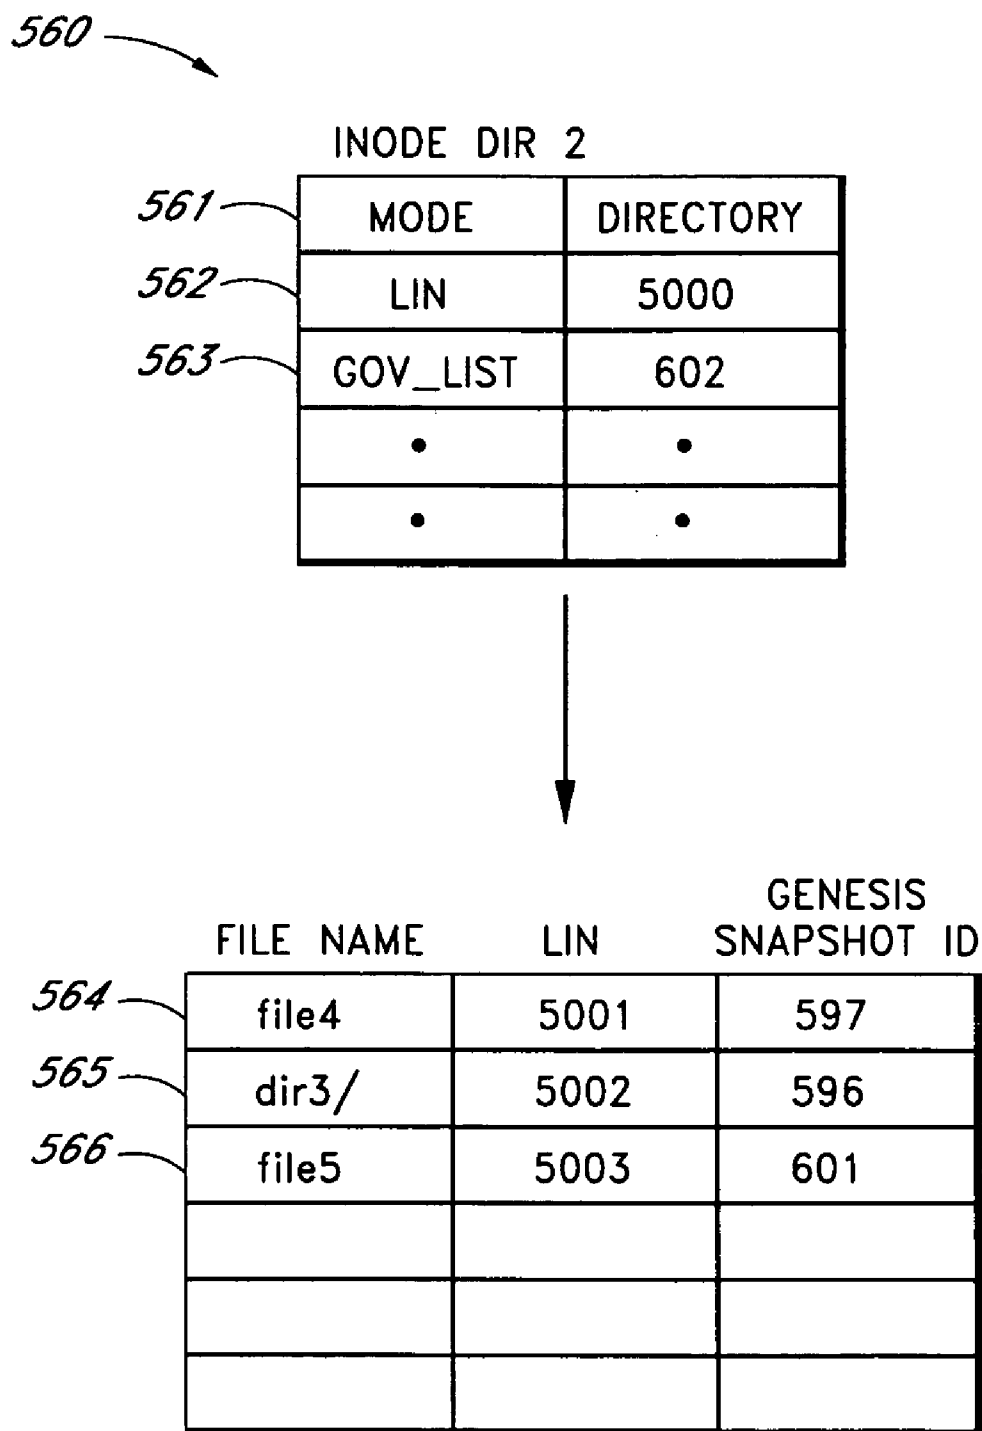 560
INODE DIR 2
561 MODE DIRECTORY
562 LIN 5000
563 GOV_LIST 602
• •
• •
GENESIS
FILE NAME LIN SNAPSHOT ID
564 file4 5001 597
565 dir3/ 5002 596
566 file5 5003 601